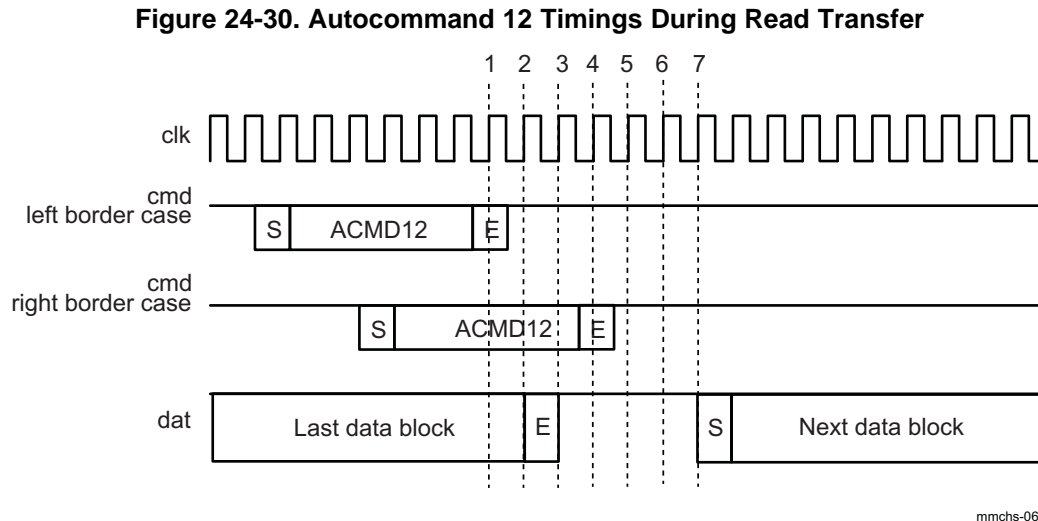 Figure 24-30. Autocommand 12 Timings During Read Transfer
1 2 3 4 5 6 7
clk
cmd
left border case
S ACMD12 E
cmd
right border case
S ACMD12 E
dat
Last data block E S Next data block
mmchs-06